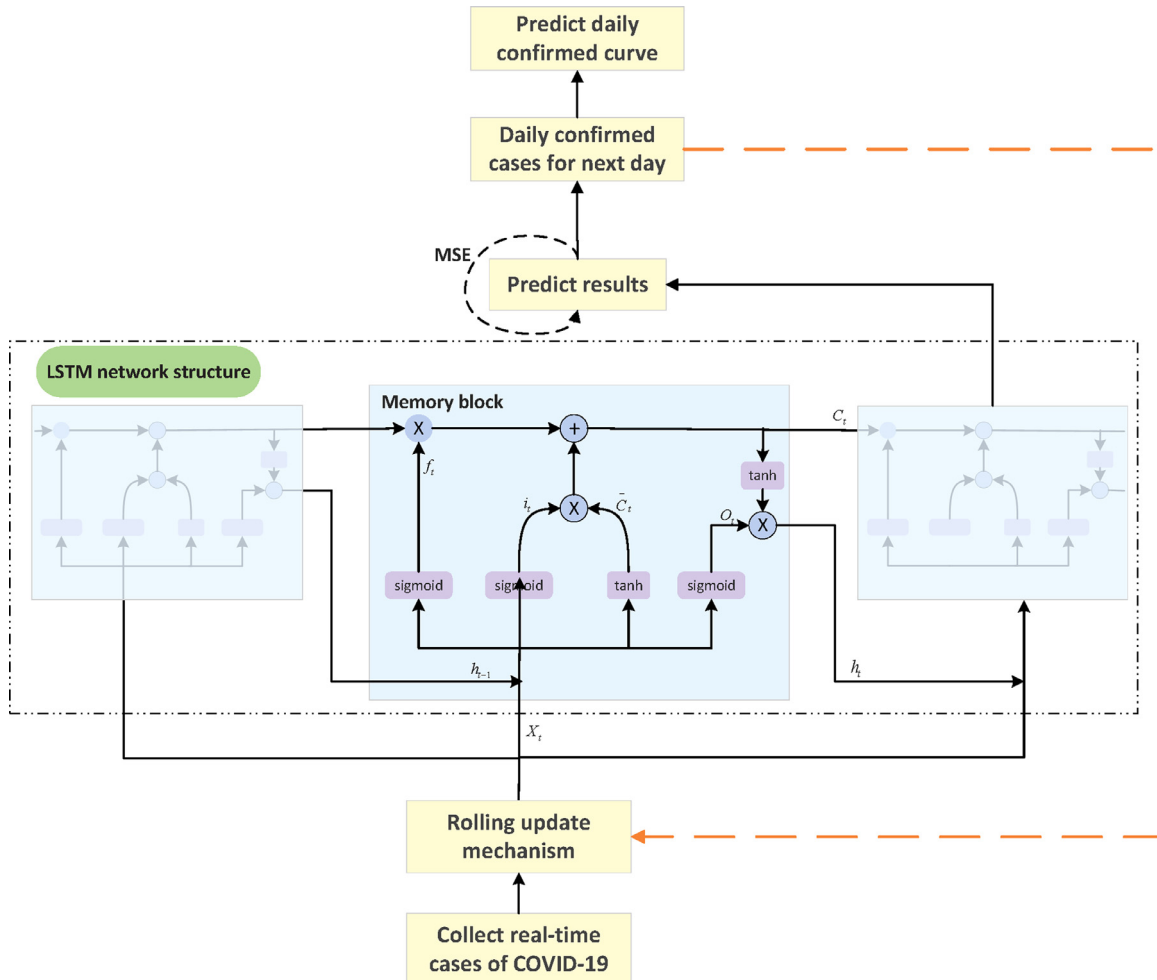 Predict daily
confirmed curve
Daily confirmed
cases for next day
MSE
Predict results
LSTM network structure
Memory block
X
+
C_t
f_t
tanh
i_t
X
C̄_t
O_t
X
sigmoid
sigmoid
tanh
sigmoid
h_{t-1}
h_t
X_t
Rolling update
mechanism
Collect real-time
cases of COVID-19